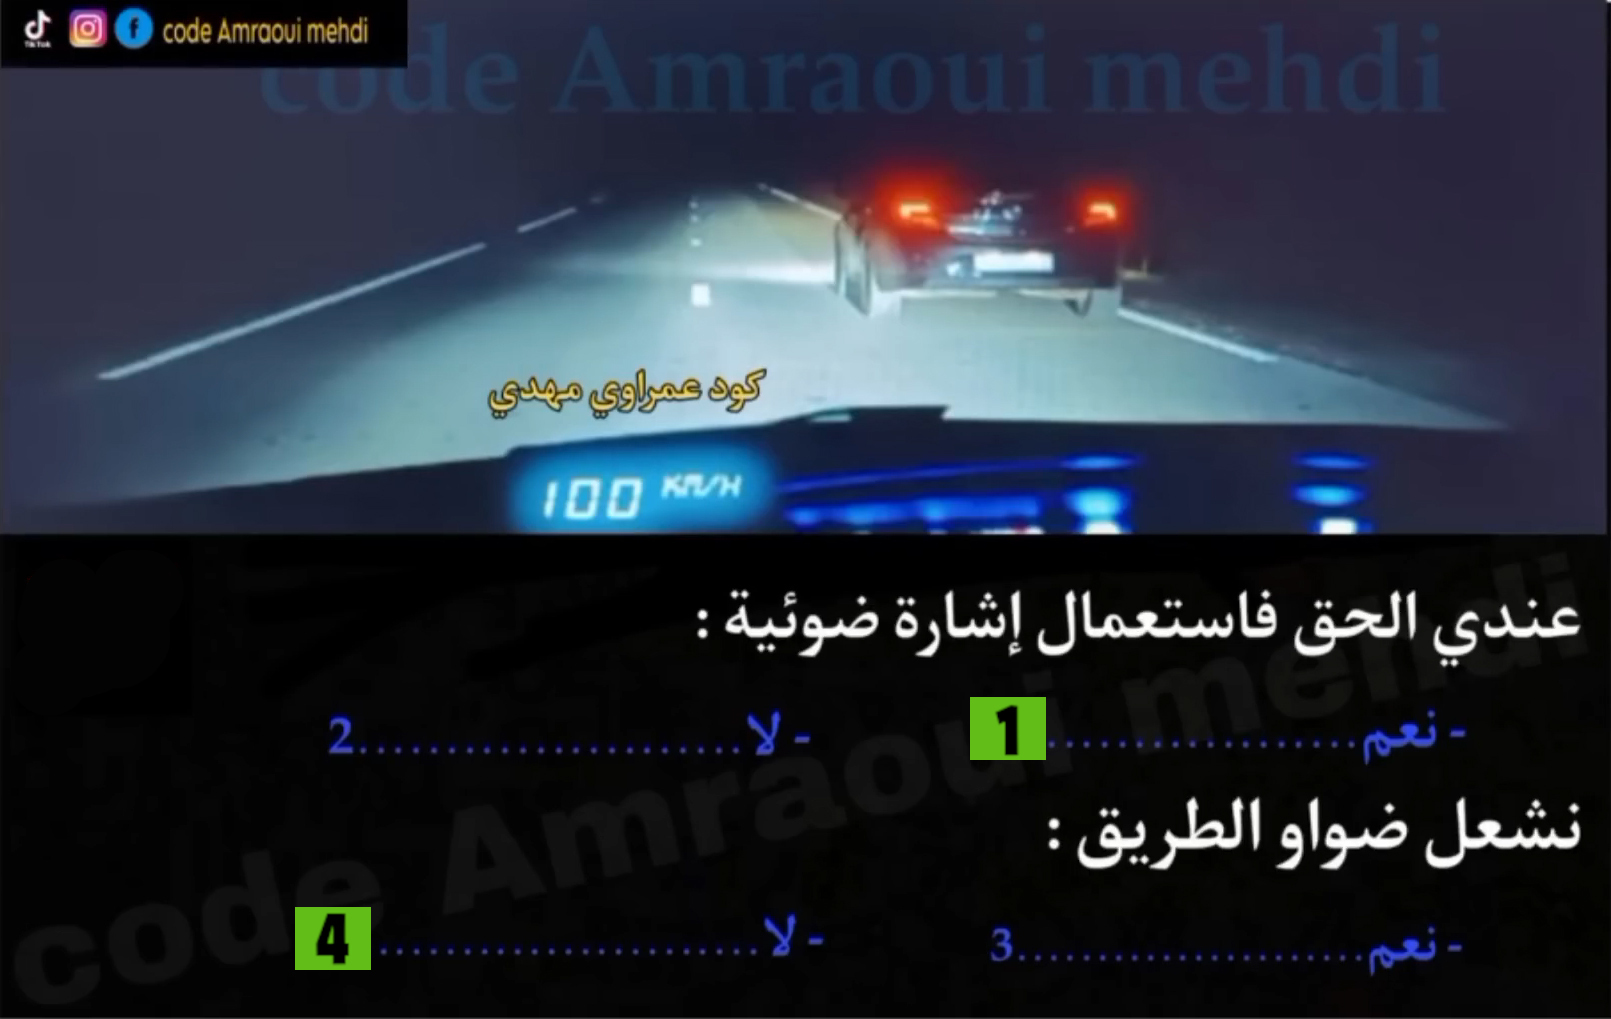 TikTok
code Amraoui mehdi
code Amraoui mehdi
كود عمراوي مهدي
100 KM/H
عندي الحق فاستعمال إشارة ضوئية :
- نعم....................1
- لا......................2
نشعل ضواو الطريق :
- نعم....................3
- لا......................4
code Amraoui mehdi